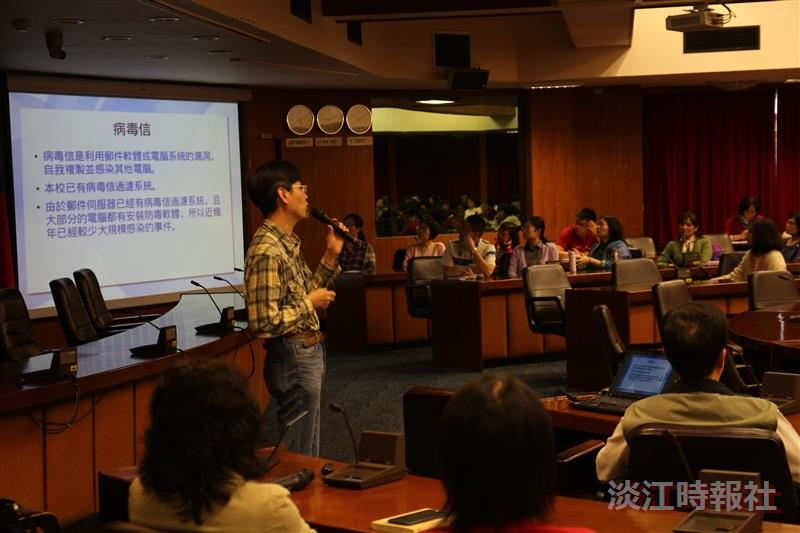 病毒信
• 病毒信是利用郵件軟體或電腦系統的漏洞,
自我複製並感染其他電腦。
• 本校已有病毒信過濾系統。
• 由於郵件伺服器已經有病毒信過濾系統，且
大部分的電腦都有安裝防毒軟體，所以近幾
年已經較少大規模感染的事件。
淡江時報社